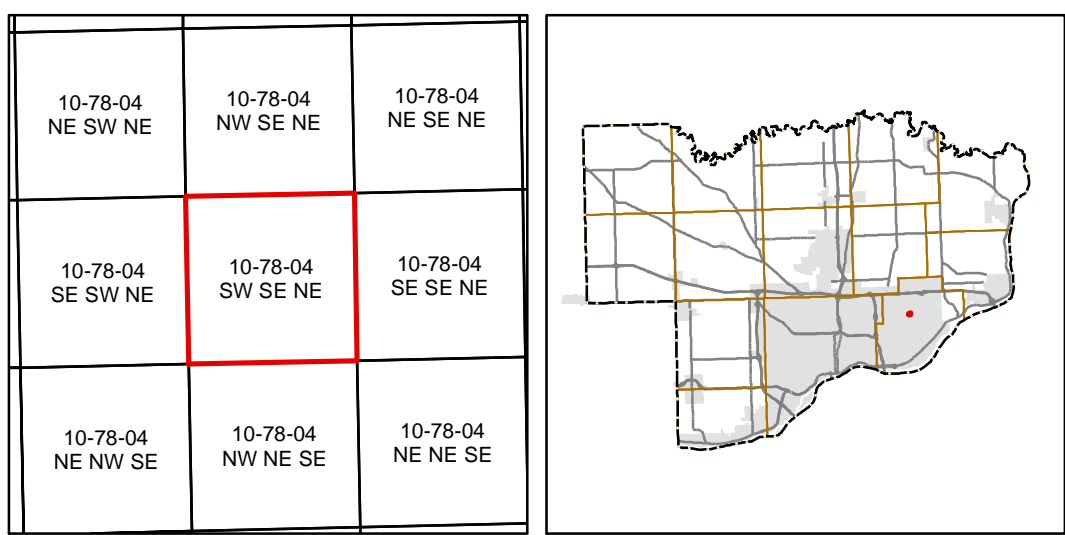 10-78-04
NE SW NE
10-78-04
NW SE NE
10-78-04
NE SE NE
10-78-04
SE SW NE
10-78-04
SW SE NE
10-78-04
SE SE NE
10-78-04
NE NW SE
10-78-04
NW NE SE
10-78-04
NE NE SE